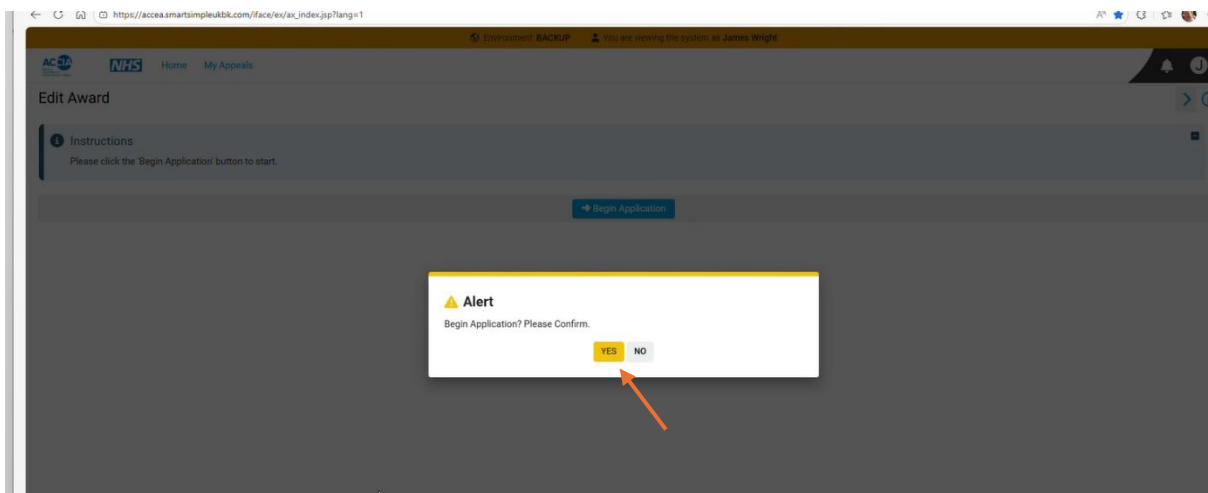 https://accea.smartsimpleukbk.com/iface/ex/ax_index.jsp?lang=1
Environment BACKUP You are viewing the system as James Wright
ACCIA NHS Home My Appeals J
Edit Award
Instructions
Please click the 'Begin Application' button to start.
Begin Application
Alert
Begin Application? Please Confirm.
YES NO